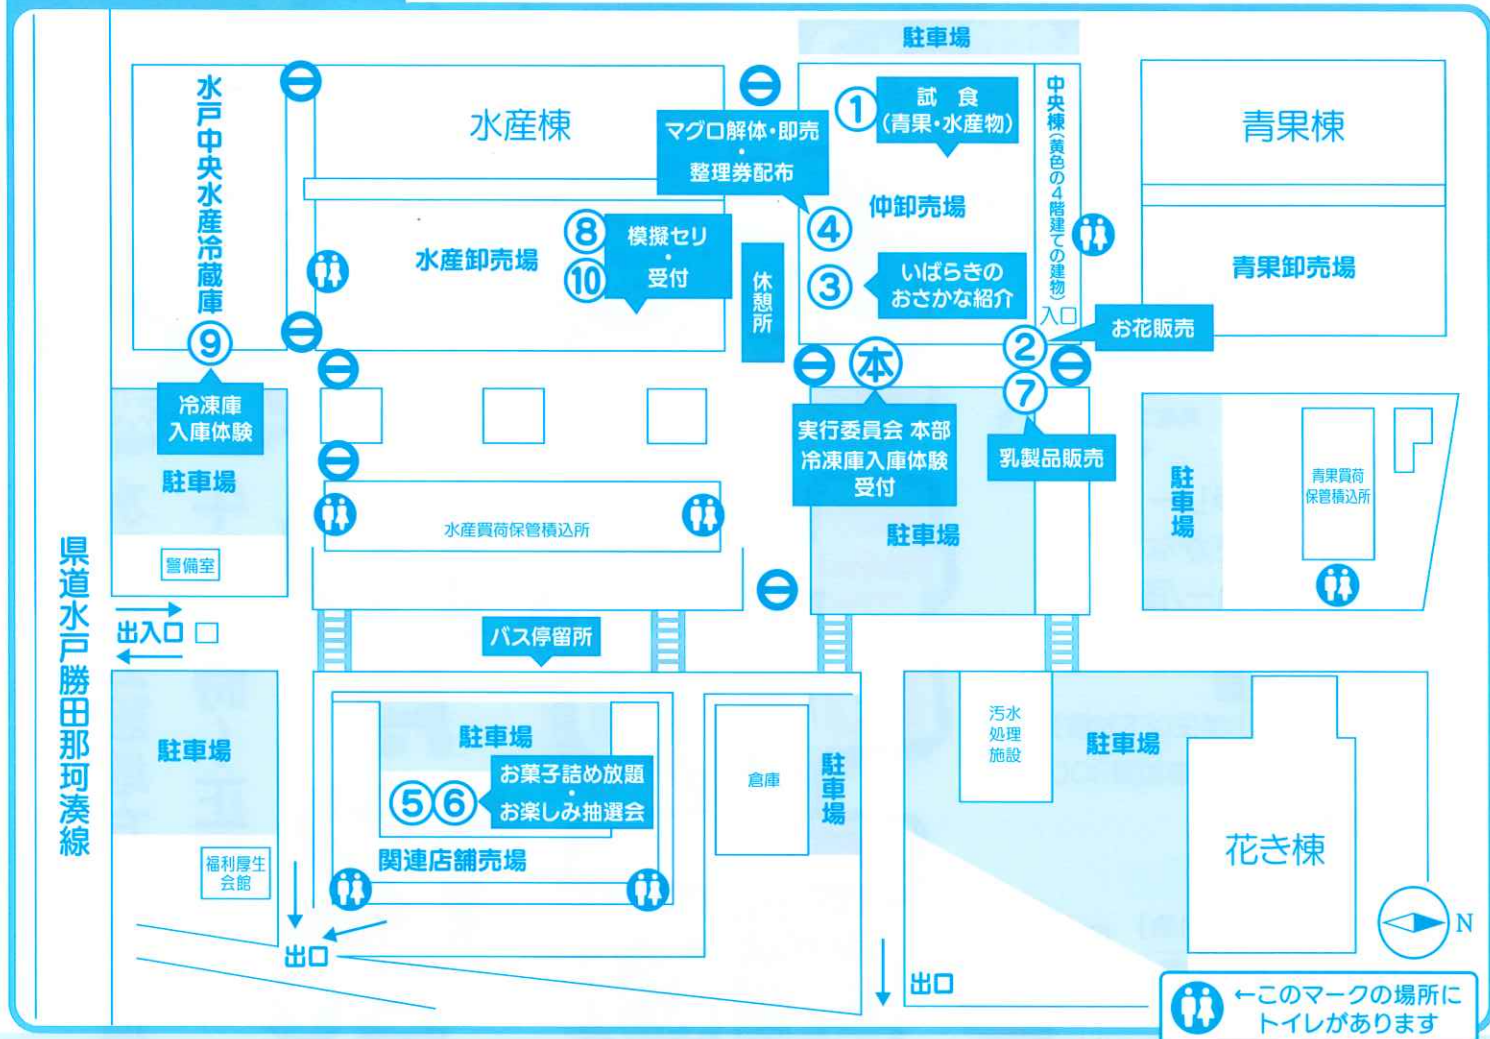 駐車場
水戸中央水産冷蔵庫
水産棟
マグロ解体・即売
・
整理券配布
①
試食
(青果・水産物)
中央棟(黄色の4階建ての建物)
入口
青果棟
仲卸売場
④
③
いばらきの
おさかな紹介
水産卸売場
⑧
⑩
模擬セリ
・
受付
休憩所
青果卸売場
⑨
冷凍庫
入庫体験
駐車場
本
実行委員会 本部
冷凍庫入庫体験
受付
②
お花販売
⑦
乳製品販売
駐車場
駐車場
青果買荷
保管積込所
水産買荷保管積込所
警備室
県道水戸勝田那珂湊線
出入口
バス停留所
駐車場
駐車場
⑤⑥
お菓子詰め放題
・
お楽しみ抽選会
関連店舗売場
倉庫
駐車場
汚水
処理
施設
駐車場
花き棟
福利厚生
会館
出口
出口
N
←このマークの場所に
トイレがあります